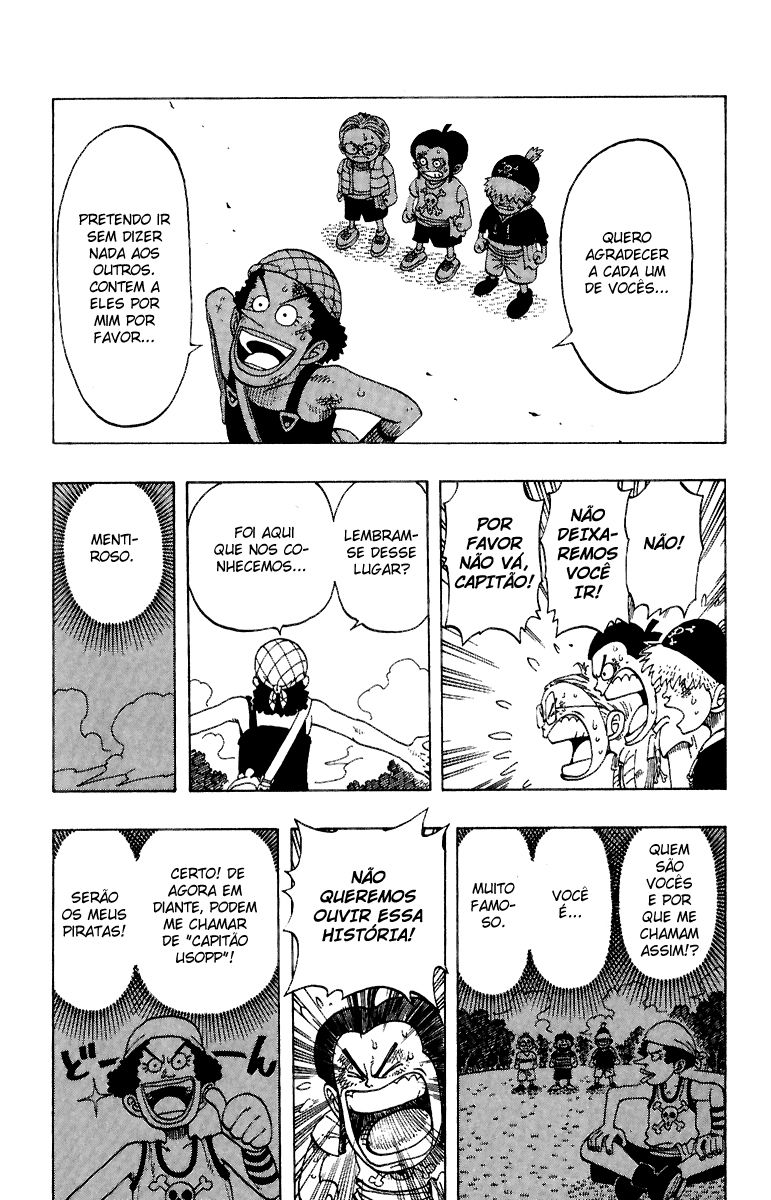 QUERO
AGRADECER
A CADA UM
DE VOCÊS...
PRETENDO IR
SEM DIZER
NADA AOS
OUTROS.
CONTEM A
ELES POR
MIM POR
FAVOR...
NÃO!
NÃO
DEIXA-
REMOS
VOCÊ
IR!
POR
FAVOR
NÃO VÁ,
CAPITÃO!
LEMBRAM-
SE DESSE
LUGAR?
FOI AQUI
QUE NOS CO-
NHECEMOS...
MENTI-
ROSO.
QUEM
SÃO
VOCÊS
E POR
QUE ME
CHAMAM
ASSIM!?
VOCÊ
É...
MUITO
FAMO-
SO.
NÃO
QUEREMOS
OUVIR ESSA
HISTÓRIA!
CERTO! DE
AGORA EM
DIANTE, PODEM
ME CHAMAR
DE "CAPITÃO
USOPP"!
SERÃO
OS MEUS
PIRATAS!
どーん